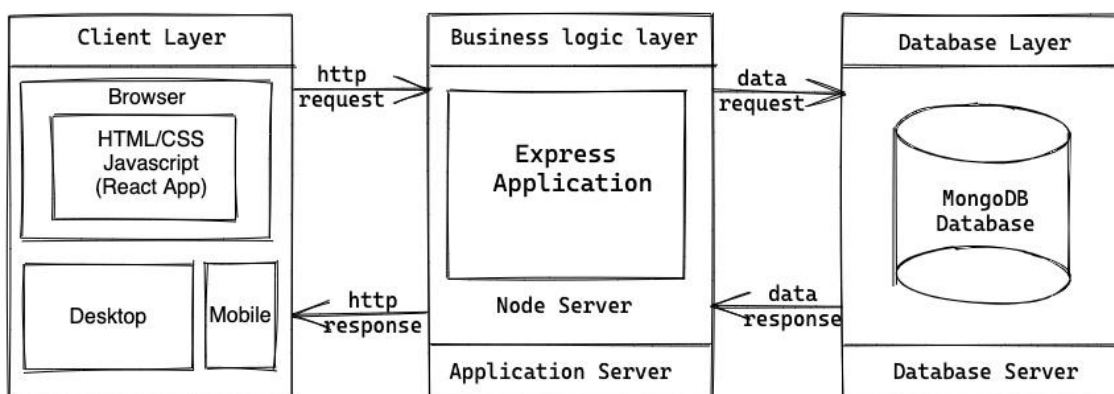 Client Layer
Browser
HTML/CSS
Javascript
(React App)
Desktop
Mobile
http
request
http
response
Business logic layer
Express
Application
Node Server
Application Server
data
request
data
response
Database Layer
MongoDB
Database
Database Server